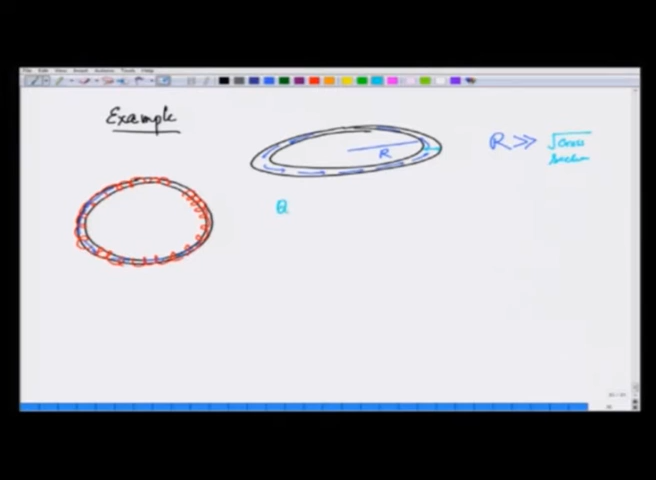 Example
R
R >> √Cross
Section
Q